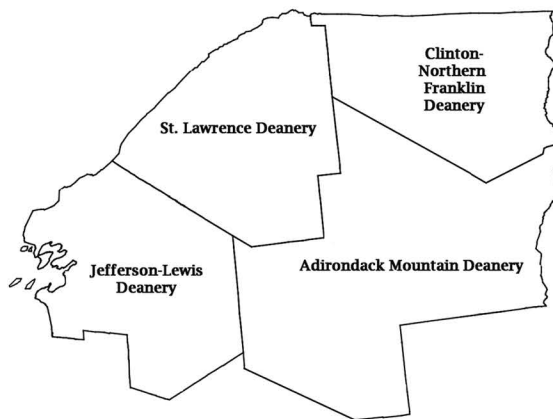 Clinton-
Northern
Franklin
Deanery
St. Lawrence Deanery
Jefferson-Lewis
Deanery
Adirondack Mountain Deanery